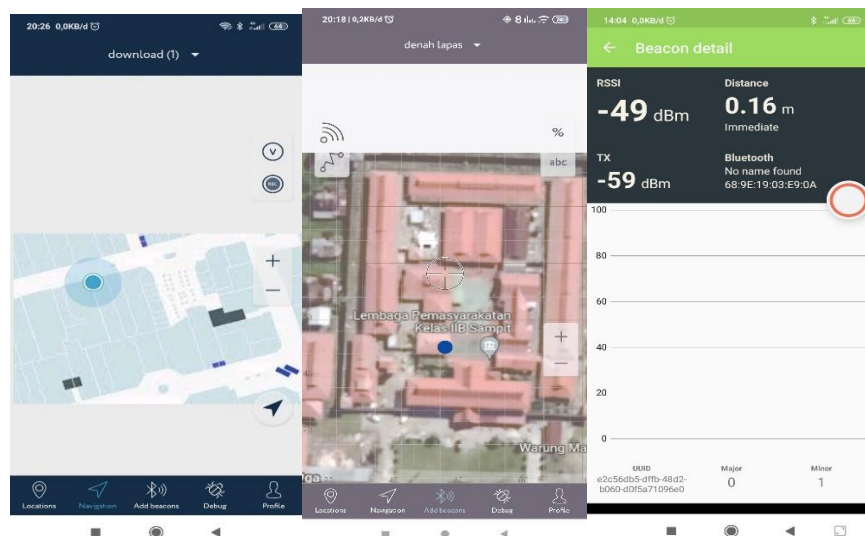 20:26 0,0KB/d
download (1)
V
ABC
+
−
Locations Navigation Add beacons Debug Profile
20:18 | 0,2KB/d
denah lapas
%
abc
Lembaga Pemasyarakatan
Kelas IIB Sampit
+
−
Warung Ma
Locations Navigation Add beacons Debug Profile
14:04 0,0KB/d
Beacon detail
RSSI Distance
-49 dBm 0.16 m
Immediate
TX Bluetooth
-59 dBm No name found
68:9E:19:03:E9:0A
100
80
60
40
20
0
UUID Major Minor
e2c56db5-dffb-48d2-
b060-d0f5a71096e0 0 1